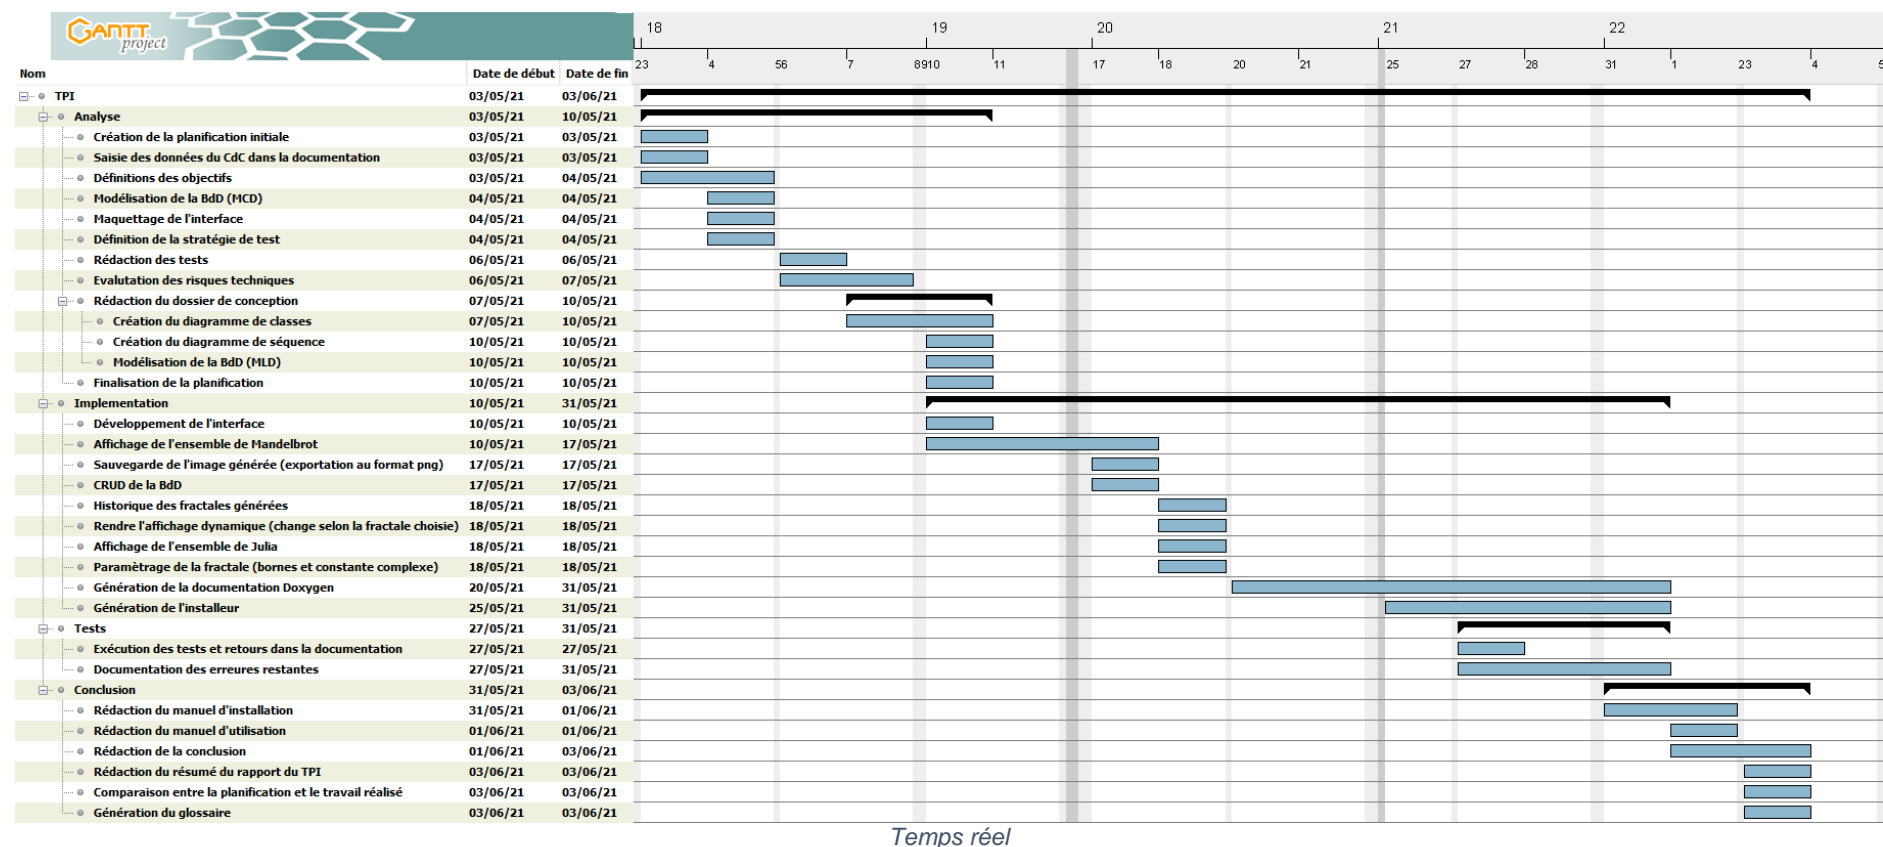 GANTT project
18 19 20 21 22
Nom Date de début Date de fin 23 4 56 7 8910 11 17 18 20 21 25 27 28 31 1 23 4 5
TPI 03/05/21 03/06/21
Analyse 03/05/21 10/05/21
Création de la planification initiale 03/05/21 03/05/21
Saisie des données du CdC dans la documentation 03/05/21 03/05/21
Définitions des objectifs 03/05/21 04/05/21
Modélisation de la BdD (MCD) 04/05/21 04/05/21
Maquettage de l'interface 04/05/21 04/05/21
Définition de la stratégie de test 04/05/21 04/05/21
Rédaction des tests 06/05/21 06/05/21
Evalutation des risques techniques 06/05/21 07/05/21
Rédaction du dossier de conception 07/05/21 10/05/21
Création du diagramme de classes 07/05/21 10/05/21
Création du diagramme de séquence 10/05/21 10/05/21
Modélisation de la BdD (MLD) 10/05/21 10/05/21
Finalisation de la planification 10/05/21 10/05/21
Implementation 10/05/21 31/05/21
Développement de l'interface 10/05/21 10/05/21
Affichage de l'ensemble de Mandelbrot 10/05/21 17/05/21
Sauvegarde de l'image générée (exportation au format png) 17/05/21 17/05/21
CRUD de la BdD 17/05/21 17/05/21
Historique des fractales générées 18/05/21 18/05/21
Rendre l'affichage dynamique (change selon la fractale choisie) 18/05/21 18/05/21
Affichage de l'ensemble de Julia 18/05/21 18/05/21
Paramètrage de la fractale (bornes et constante complexe) 18/05/21 18/05/21
Génération de la documentation Doxygen 20/05/21 31/05/21
Génération de l'installeur 25/05/21 31/05/21
Tests 27/05/21 31/05/21
Exécution des tests et retours dans la documentation 27/05/21 27/05/21
Documentation des erreures restantes 27/05/21 31/05/21
Conclusion 31/05/21 03/06/21
Rédaction du manuel d'installation 31/05/21 01/06/21
Rédaction du manuel d'utilisation 01/06/21 01/06/21
Rédaction de la conclusion 01/06/21 03/06/21
Rédaction du résumé du rapport du TPI 03/06/21 03/06/21
Comparaison entre la planification et le travail réalisé 03/06/21 03/06/21
Génération du glossaire 03/06/21 03/06/21
Temps réel